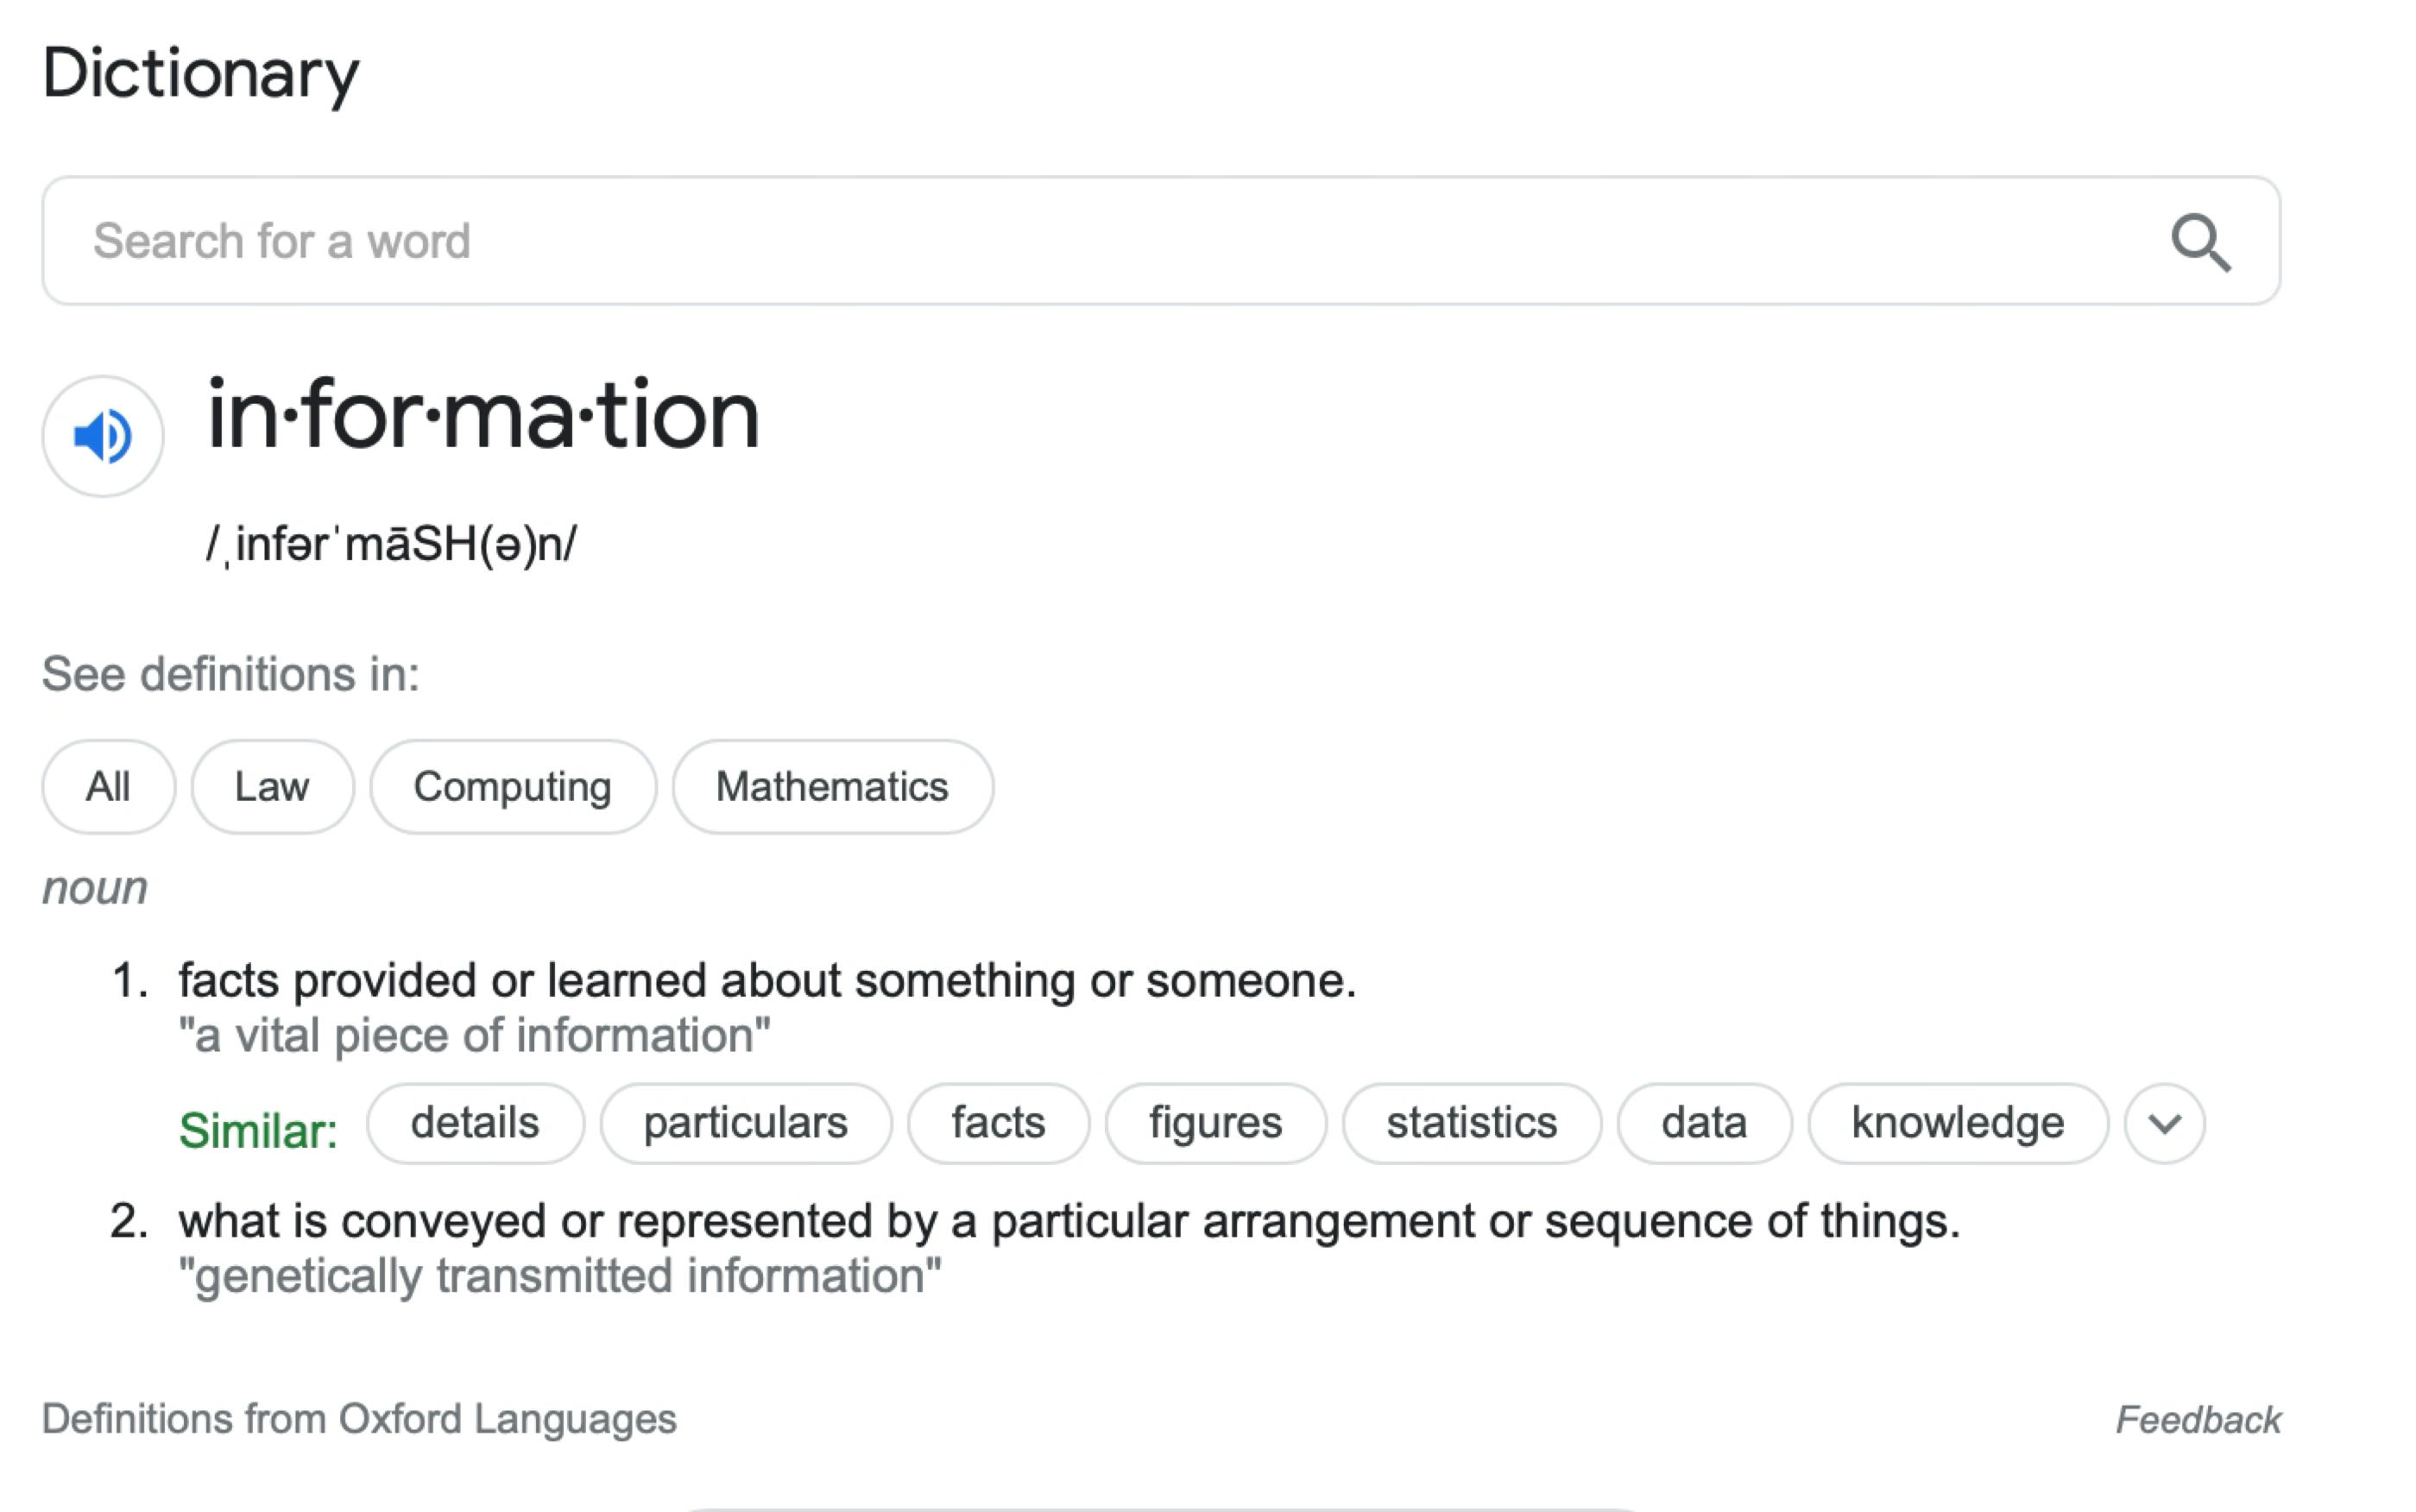 Dictionary
Search for a word
in·for·ma·tion
/ˌinfərˈmāSH(ə)n/
See definitions in:
All Law Computing Mathematics
noun
1. facts provided or learned about something or someone.
"a vital piece of information"
Similar: details particulars facts figures statistics data knowledge
2. what is conveyed or represented by a particular arrangement or sequence of things.
"genetically transmitted information"
Definitions from Oxford Languages Feedback